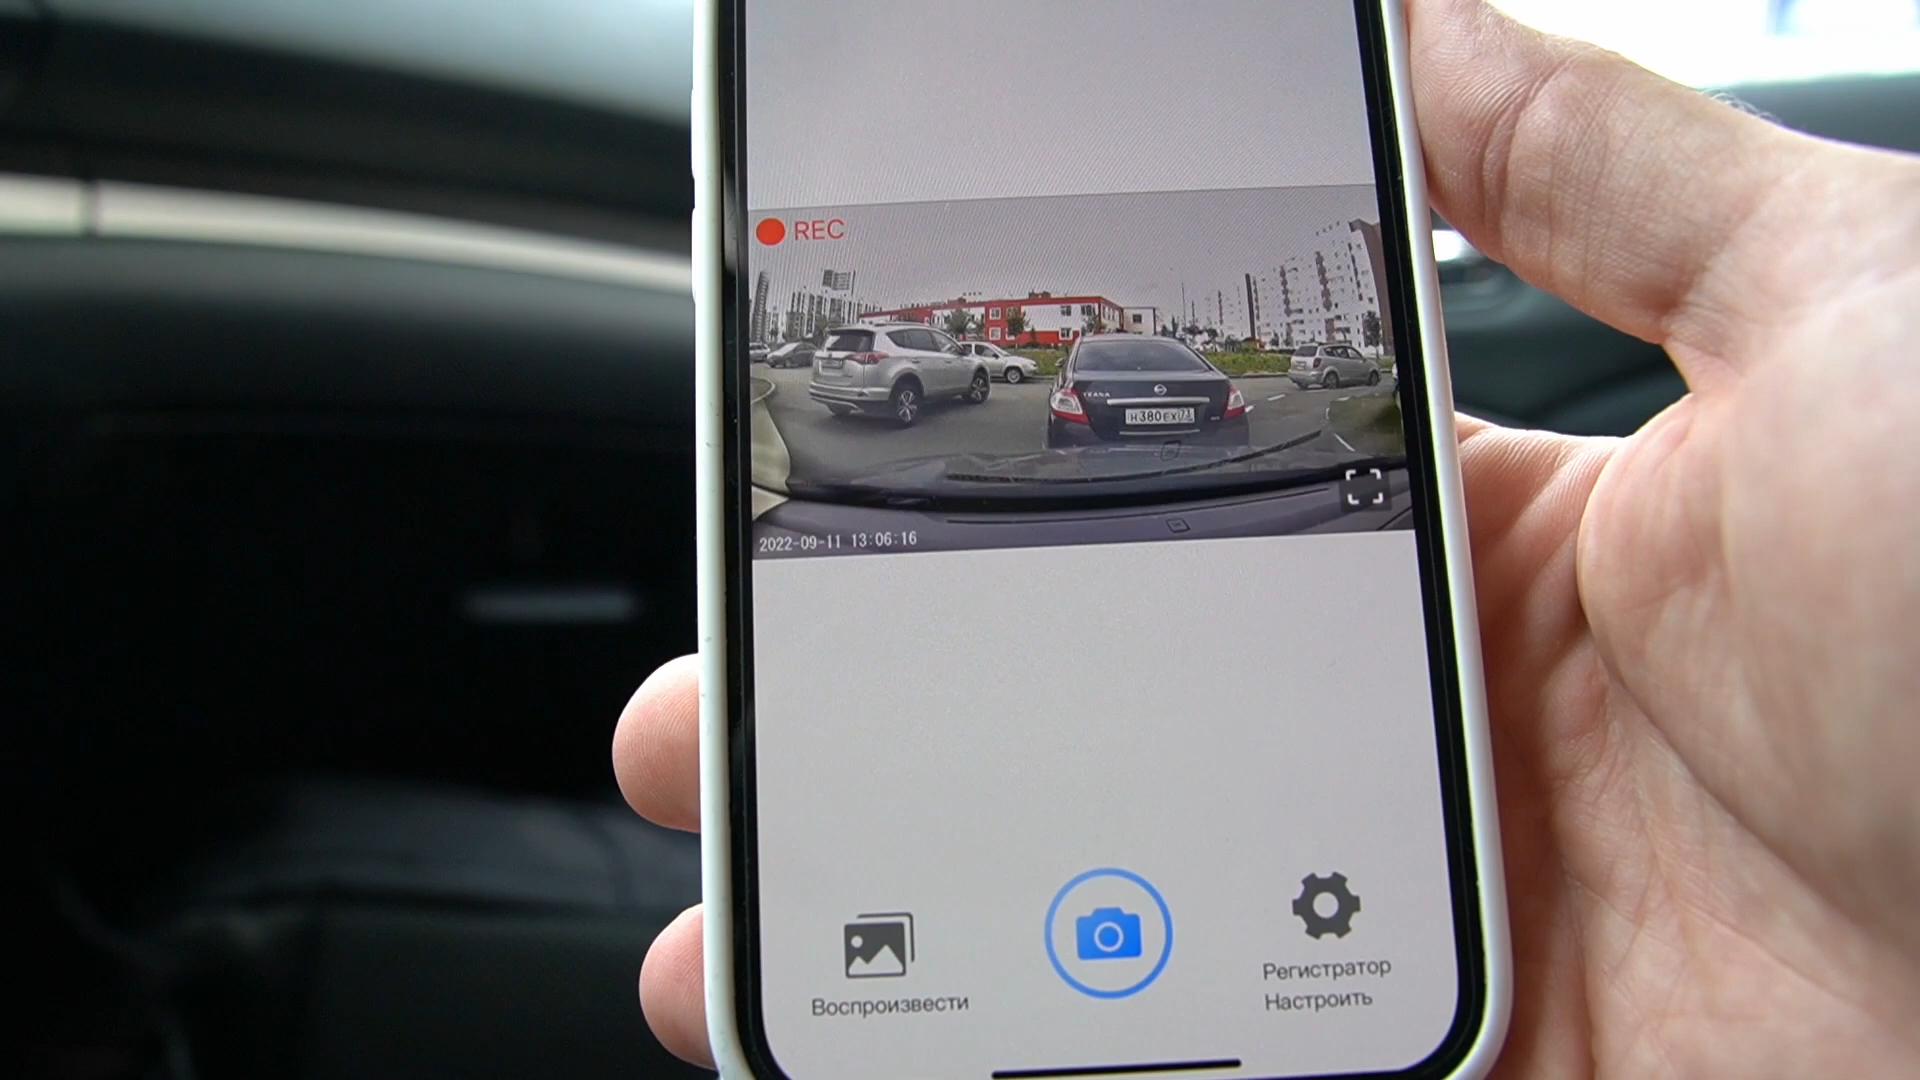 REC
TEANA
Н380ЕХ73
2022-09-11 13:06:16
Воспроизвести
Регистратор
Настроить